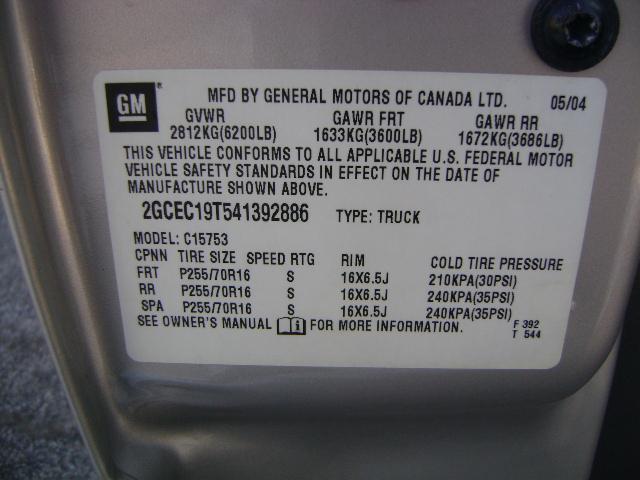 GM MFD BY GENERAL MOTORS OF CANADA LTD. 05/04
GVWR GAWR FRT GAWR RR
2812KG(6200LB) 1633KG(3600LB) 1672KG(3686LB)
THIS VEHICLE CONFORMS TO ALL APPLICABLE U.S. FEDERAL MOTOR
VEHICLE SAFETY STANDARDS IN EFFECT ON THE DATE OF
MANUFACTURE SHOWN ABOVE.
2GCEC19T541392886 TYPE: TRUCK
MODEL: C15753
CPNN TIRE SIZE SPEED RTG RIM COLD TIRE PRESSURE
FRT P255/70R16 S 16X6.5J 210KPA(30PSI)
RR P255/70R16 S 16X6.5J 240KPA(35PSI)
SPA P255/70R16 S 16X6.5J 240KPA(35PSI)
SEE OWNER'S MANUAL i FOR MORE INFORMATION. F 392
T 544